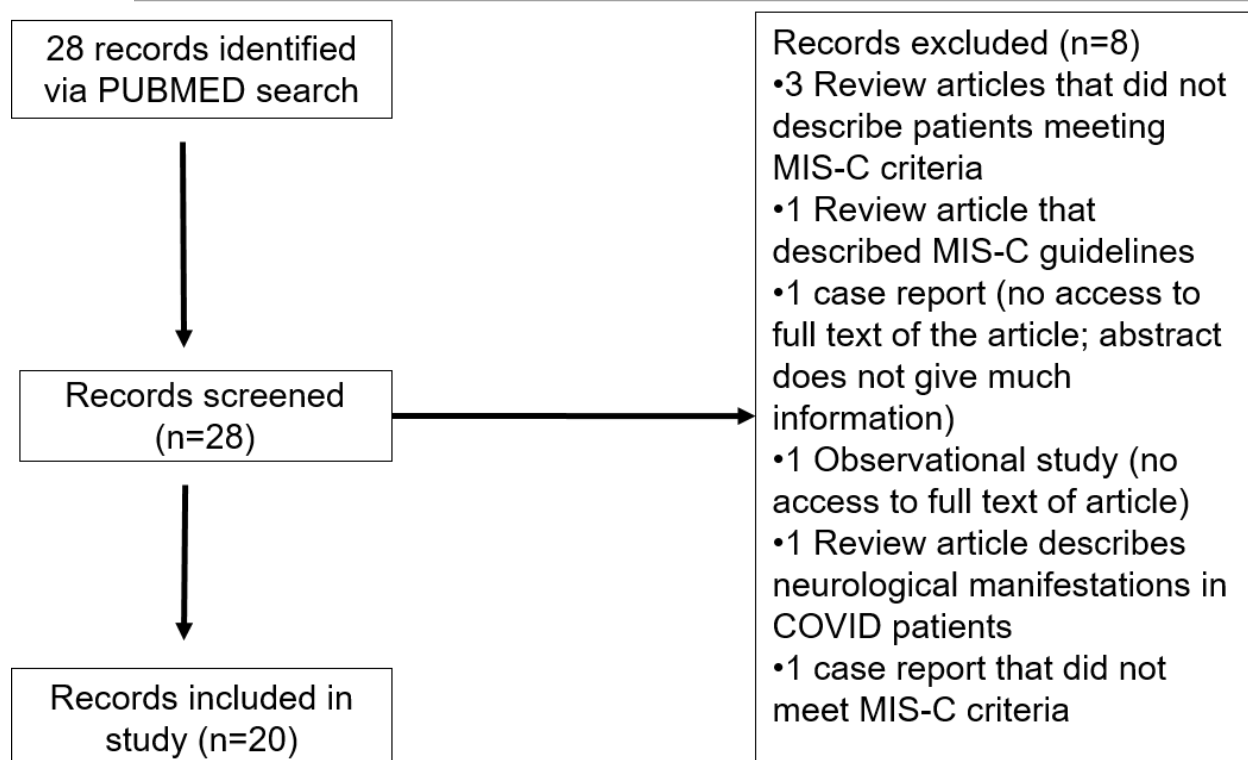 28 records identified
via PUBMED search
Records screened
(n=28)
Records included in
study (n=20)
Records excluded (n=8)
•3 Review articles that did not
describe patients meeting
MIS-C criteria
•1 Review article that
described MIS-C guidelines
•1 case report (no access to
full text of the article; abstract
does not give much
information)
•1 Observational study (no
access to full text of article)
•1 Review article describes
neurological manifestations in
COVID patients
•1 case report that did not
meet MIS-C criteria